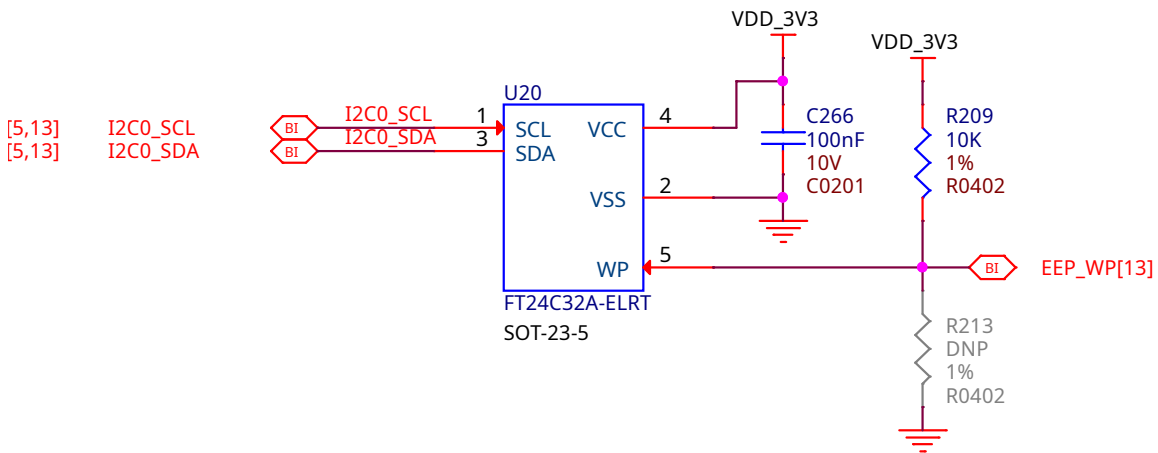 VDD_3V3
VDD_3V3
U20
[5,13] I2C0_SCL BI I2C0_SCL 1 SCL VCC 4
[5,13] I2C0_SDA BI I2C0_SDA 3 SDA
C266
100nF
10V
C0201
R209
10K
1%
R0402
VSS 2
WP 5 BI EEP_WP[13]
FT24C32A-ELRT
SOT-23-5
R213
DNP
1%
R0402